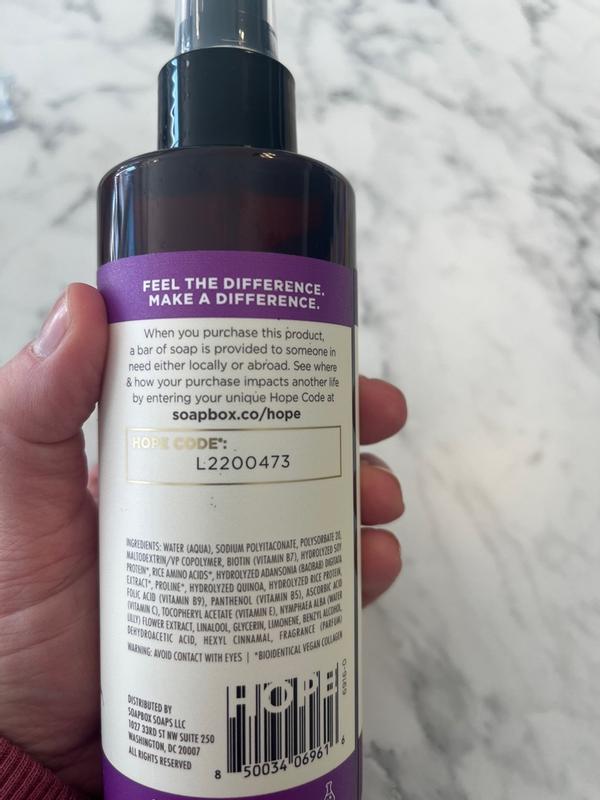 FEEL THE DIFFERENCE.
MAKE A DIFFERENCE.
When you purchase this product,
a bar of soap is provided to someone in
need either locally or abroad. See where
& how your purchase impacts another life
by entering your unique Hope Code at
soapbox.co/hope
HOPE CODE*:
L2200473
INGREDIENTS: WATER (AQUA), SODIUM POLYITACONATE, POLYSORBATE 20,
MALTODEXTRIN/VP COPOLYMER, BIOTIN (VITAMIN B7), HYDROLYZED SOY
PROTEIN*, RICE AMINO ACIDS*, HYDROLYZED ADANSONIA (BAOBAB) DIGITATA
EXTRACT*, PROLINE*, HYDROLYZED QUINOA, HYDROLYZED RICE PROTEIN,
FOLIC ACID (VITAMIN B9), PANTHENOL (VITAMIN B5), ASCORBIC ACID
(VITAMIN C), TOCOPHERYL ACETATE (VITAMIN E), NYMPHAEA ALBA (WATER
LILLY) FLOWER EXTRACT, LINALOOL, GLYCERIN, LIMONENE, BENZYL ALCOHOL,
DEHYDROACETIC ACID, HEXYL CINNAMAL, FRAGRANCE (PARFUM)
WARNING: AVOID CONTACT WITH EYES | *BIOIDENTICAL VEGAN COLLAGEN
DISTRIBUTED BY
SOAPBOX SOAPS LLC
1027 33RD ST NW SUITE 250
WASHINGTON, DC 20007
ALL RIGHTS RESERVED
HOPE
6916-0
8 50034 06961 6